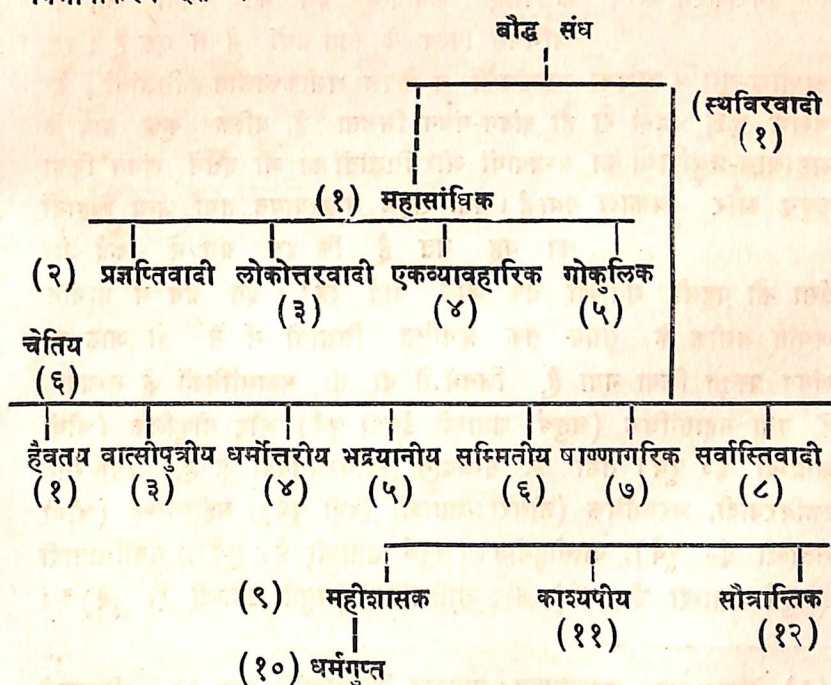 बौद्ध संघ
(स्थविरवादी
(१)
(१) महासांघिक
(२) प्रज्ञप्तिवादी लोकोत्तरवादी एकव्यावहारिक गोकुलिक
(३) (४) (५)
चेतिय
(६)
हैवतय वात्सीपुत्रीय धर्मोत्तरीय भद्रयानीय सम्मितीय षाण्णागरिक सर्वास्तिवादी
(१) (३) (४) (५) (६) (७) (८)
(९) महीशासक काश्यपीय सौत्रान्तिक
(११) (१२)
(१०) धर्मगुप्त